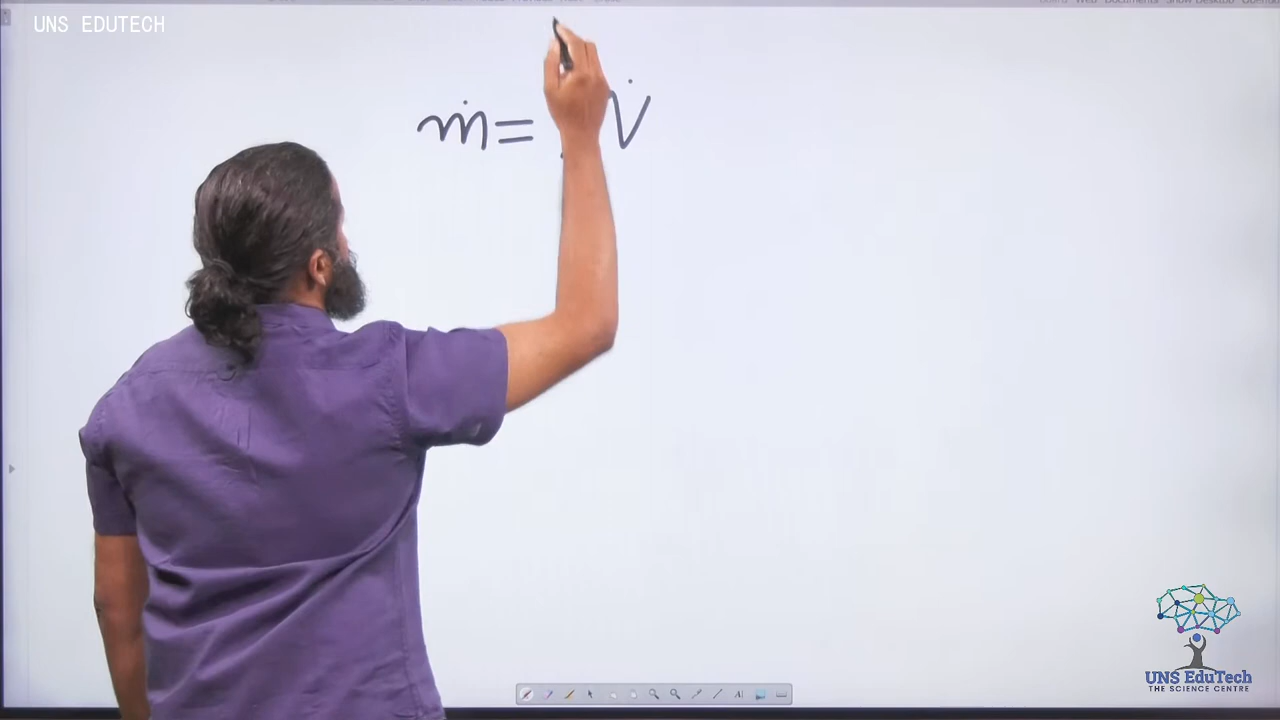 UNS EDUTECH
ṁ = V̇
UNS EduTech
THE SCIENCE CENTRE